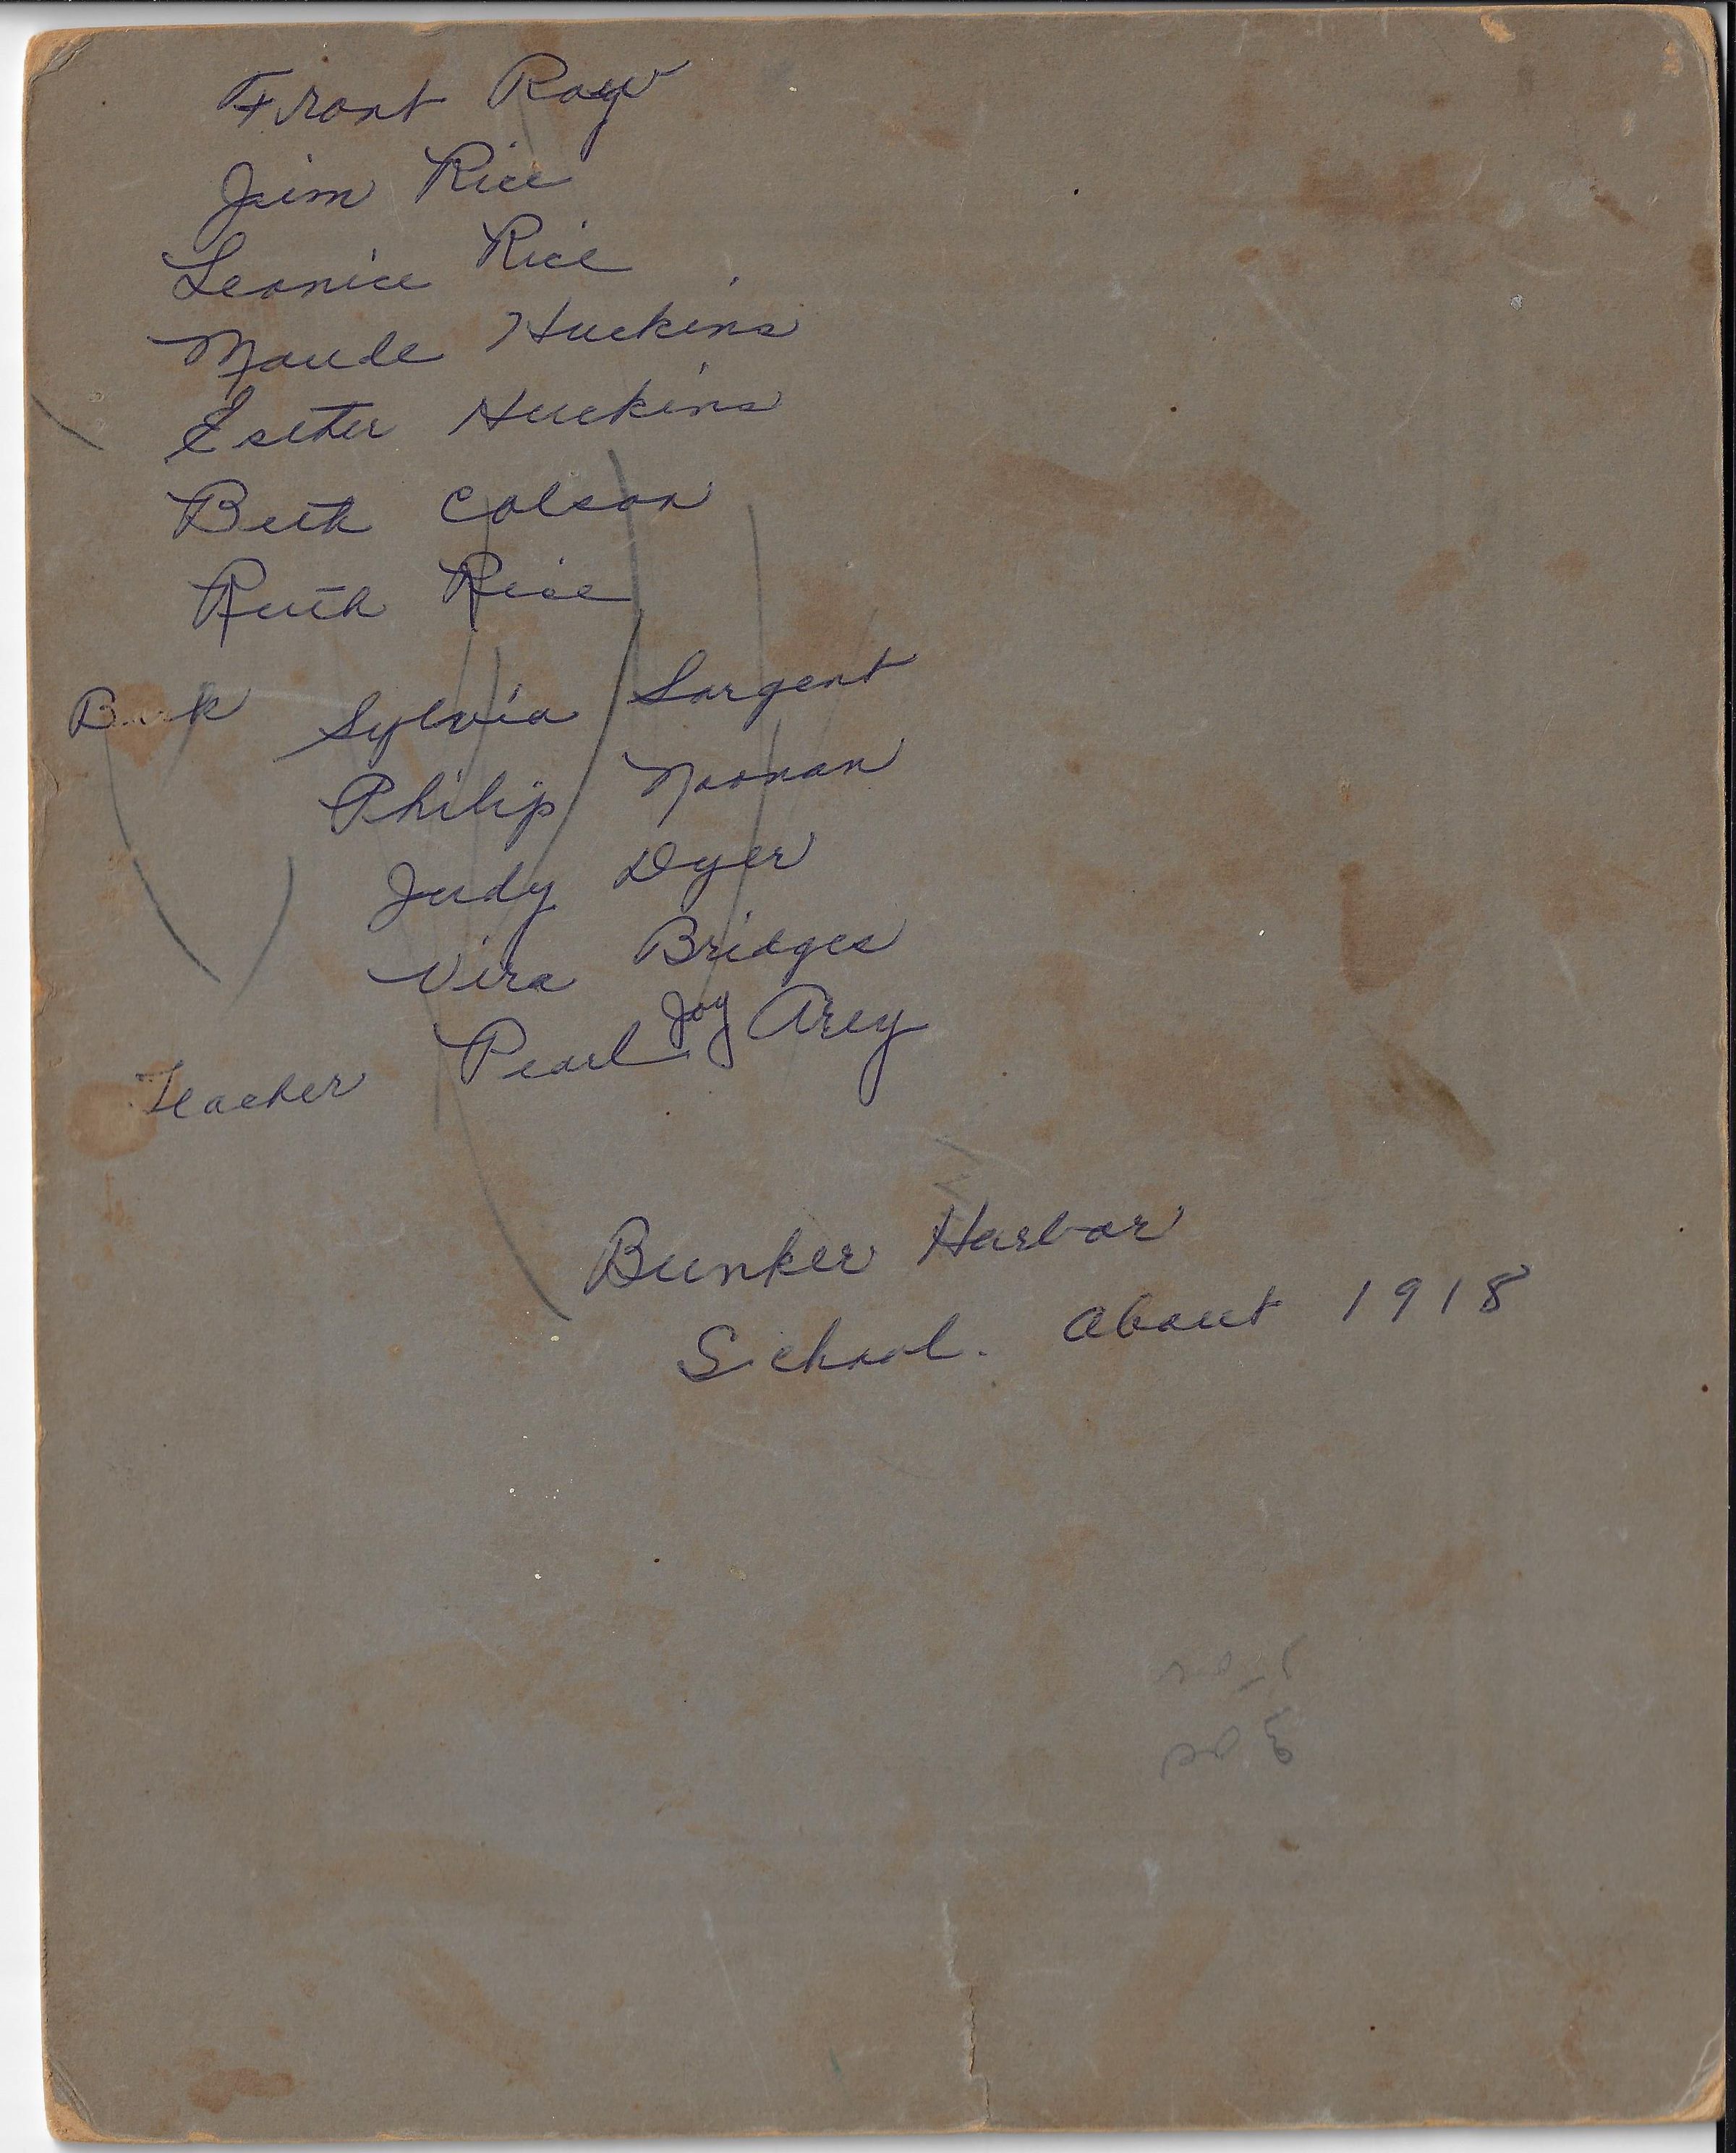 Front Row
Jaim Rice
Leonice Rice
Maude Huckins
Esther Huckins
Beth Colson
Ruth Rice
Back Sylvia Sargent
Philip Noonan
Judy Dyer
Vira Bridges
Teacher Pearl Joy Arey
Bunker Harbor
School. About 1918